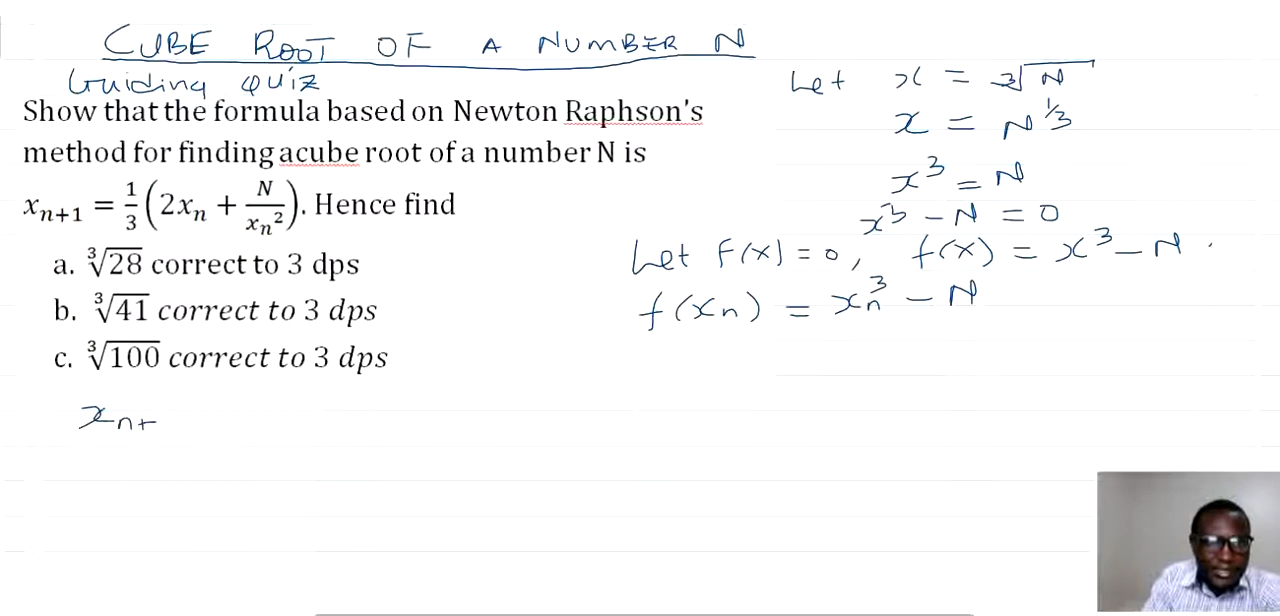 CUBE ROOT OF A NUMBER N
Guiding quiz
Show that the formula based on Newton Raphson's
method for finding acube root of a number N is
xₙ₊₁ = 1/3 (2xₙ + N/xₙ²). Hence find
a. ∛28 correct to 3 dps
b. ∛41 correct to 3 dps
c. ∛100 correct to 3 dps
xₙ₊
Let x = ∛N
x = N^1/3
x³ = N
x³ - N = 0
Let f(x) = 0, f(x) = x³ - N.
f(xₙ) = xₙ³ - N